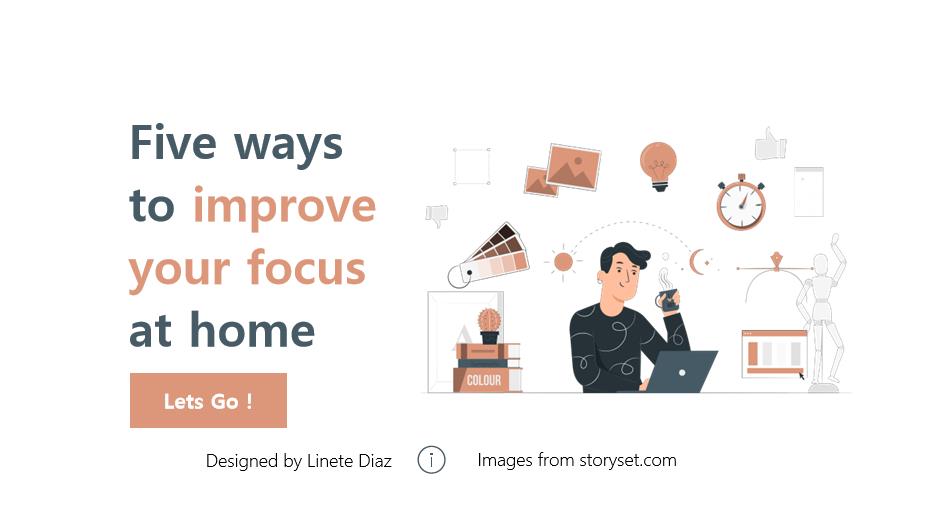 Five ways
to improve
your focus
at home
Lets Go !
COLOUR
Designed by Linete Diaz
i
Images from storyset.com